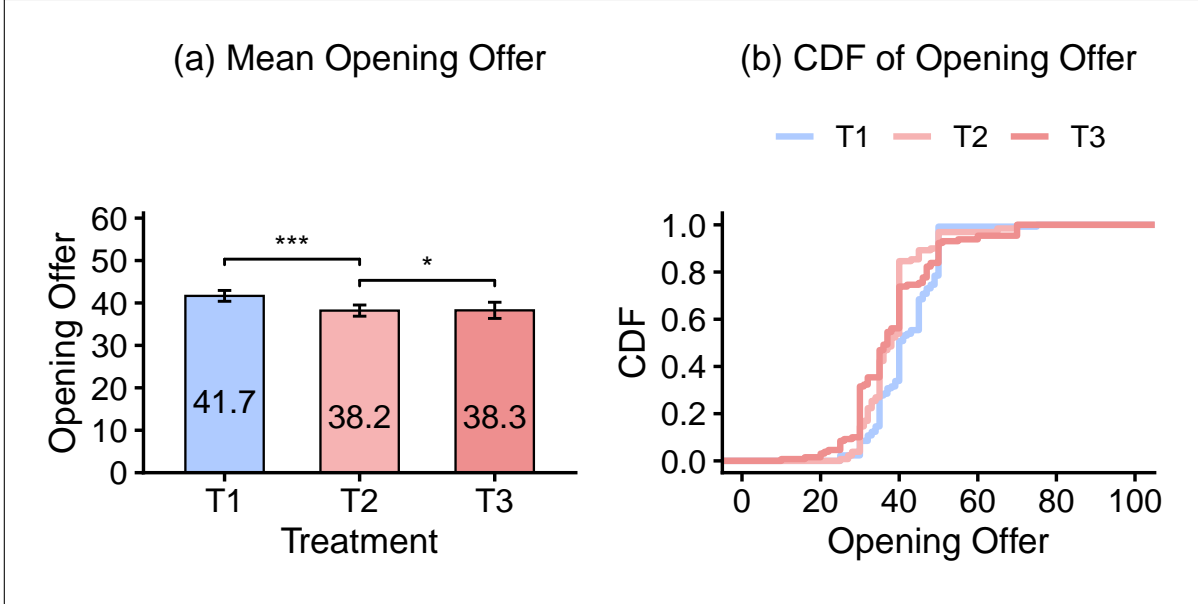 (a) Mean Opening Offer
Opening Offer
60
50
40
30
20
10
0
***
*
41.7
38.2
38.3
T1
T2
T3
Treatment
(b) CDF of Opening Offer
T1 T2 T3
CDF
1.0
0.8
0.6
0.4
0.2
0.0
0 20 40 60 80 100
Opening Offer